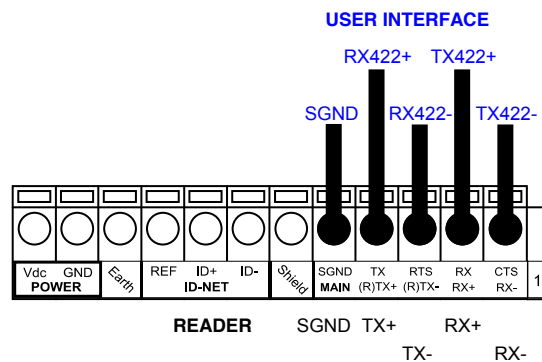 USER INTERFACE
RX422+ TX422+
SGND RX422- TX422-
Vdc GND Earth REF ID+ ID- Shield SGND TX RTS RX CTS
POWER ID-NET MAIN (R)TX+ (R)TX- RX+ RX- 1
READER SGND TX+ RX+
TX- RX-